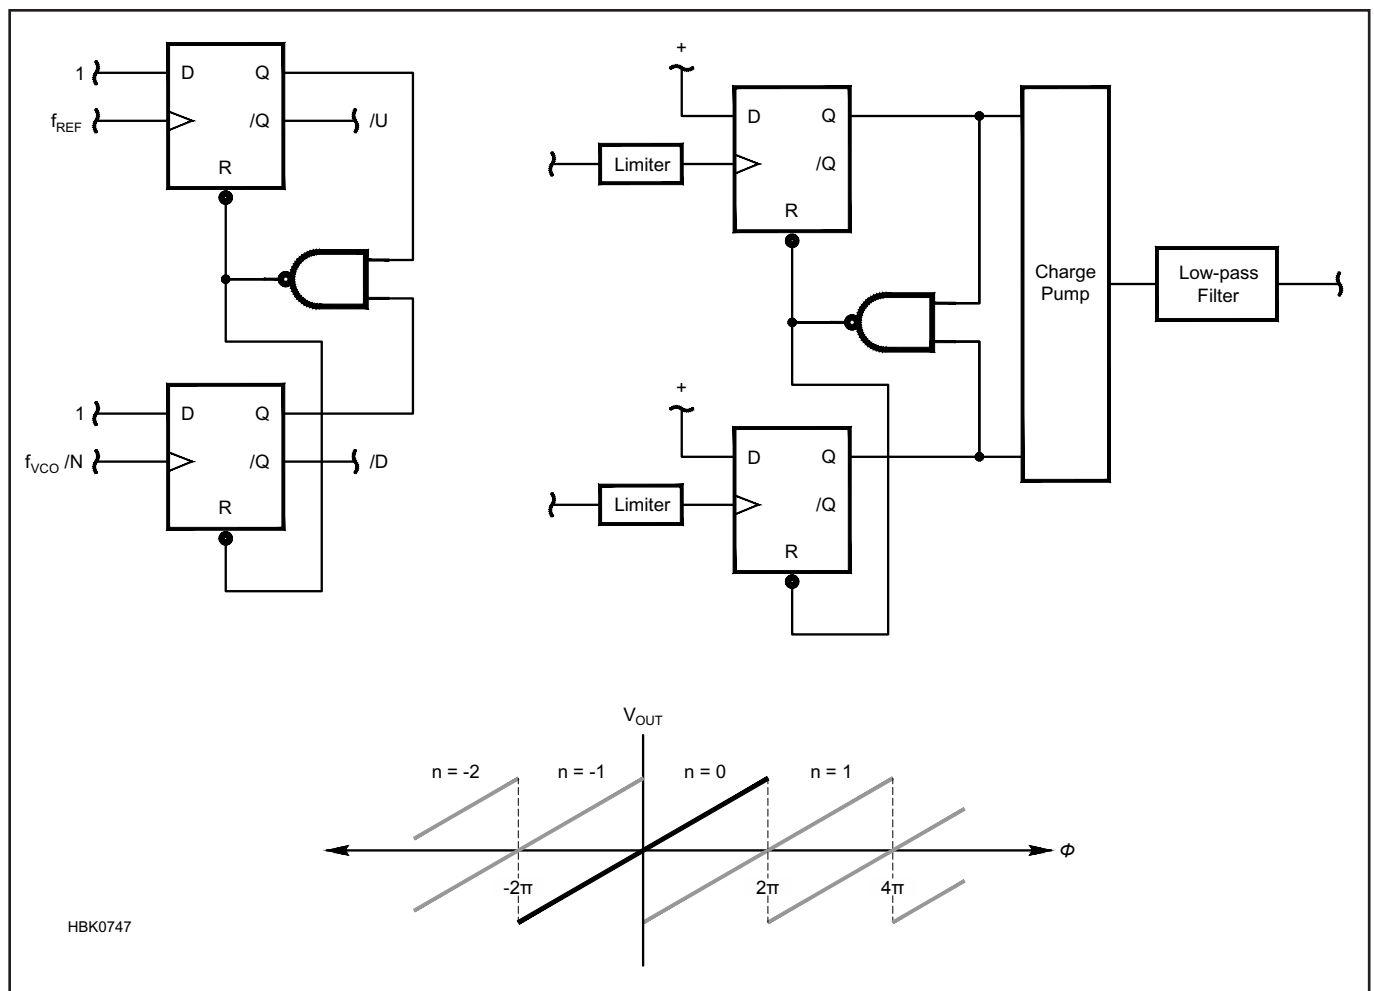 1
D
Q
f_REF
/Q
/U
R
1
D
Q
f_VCO /N
/Q
/D
R
+
D
Q
Limiter
/Q
R
+
D
Q
Limiter
/Q
R
Charge
Pump
Low-pass
Filter
V_OUT
n = -2
n = -1
n = 0
n = 1
Φ
-2π
2π
4π
HBK0747